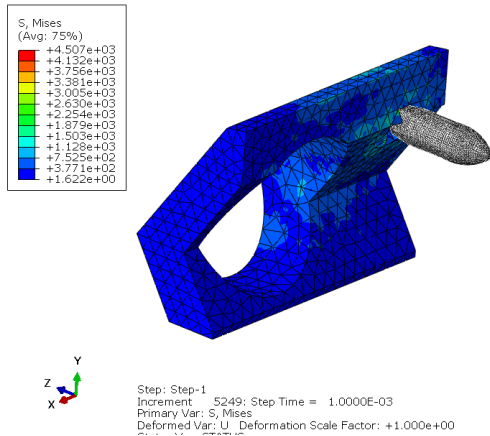 S, Mises
(Avg: 75%)
+4.507e+03
+4.132e+03
+3.756e+03
+3.381e+03
+3.005e+03
+2.630e+03
+2.254e+03
+1.879e+03
+1.503e+03
+1.128e+03
+7.525e+02
+3.771e+02
+1.622e+00
Y
Z
X
Step: Step-1
Increment 5249: Step Time = 1.0000E-03
Primary Var: S, Mises
Deformed Var: U Deformation Scale Factor: +1.000e+00